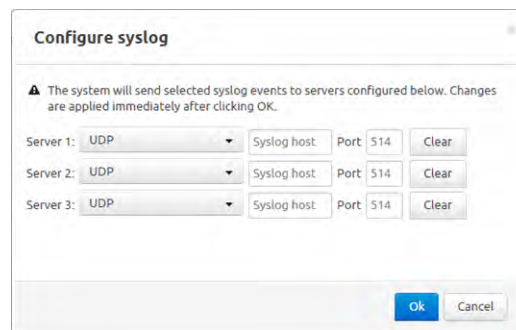 Configure syslog
The system will send selected syslog events to servers configured below. Changes
are applied immediately after clicking OK.
Server 1: UDP Syslog host Port 514 Clear
Server 2: UDP Syslog host Port 514 Clear
Server 3: UDP Syslog host Port 514 Clear
Ok Cancel